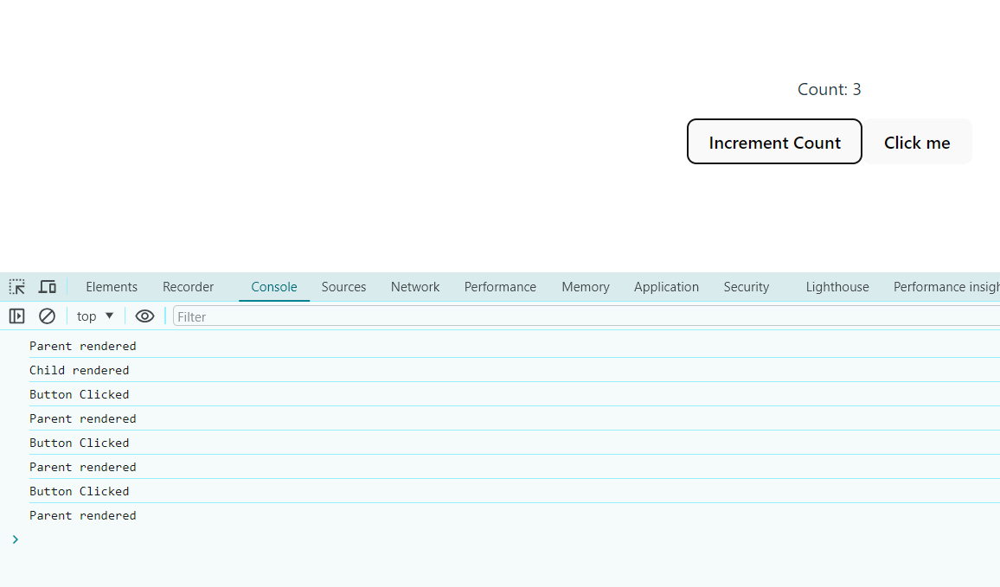 Count: 3
Increment Count Click me
Elements Recorder Console Sources Network Performance Memory Application Security Lighthouse Performance insigh
top Filter
Parent rendered
Child rendered
Button Clicked
Parent rendered
Button Clicked
Parent rendered
Button Clicked
Parent rendered